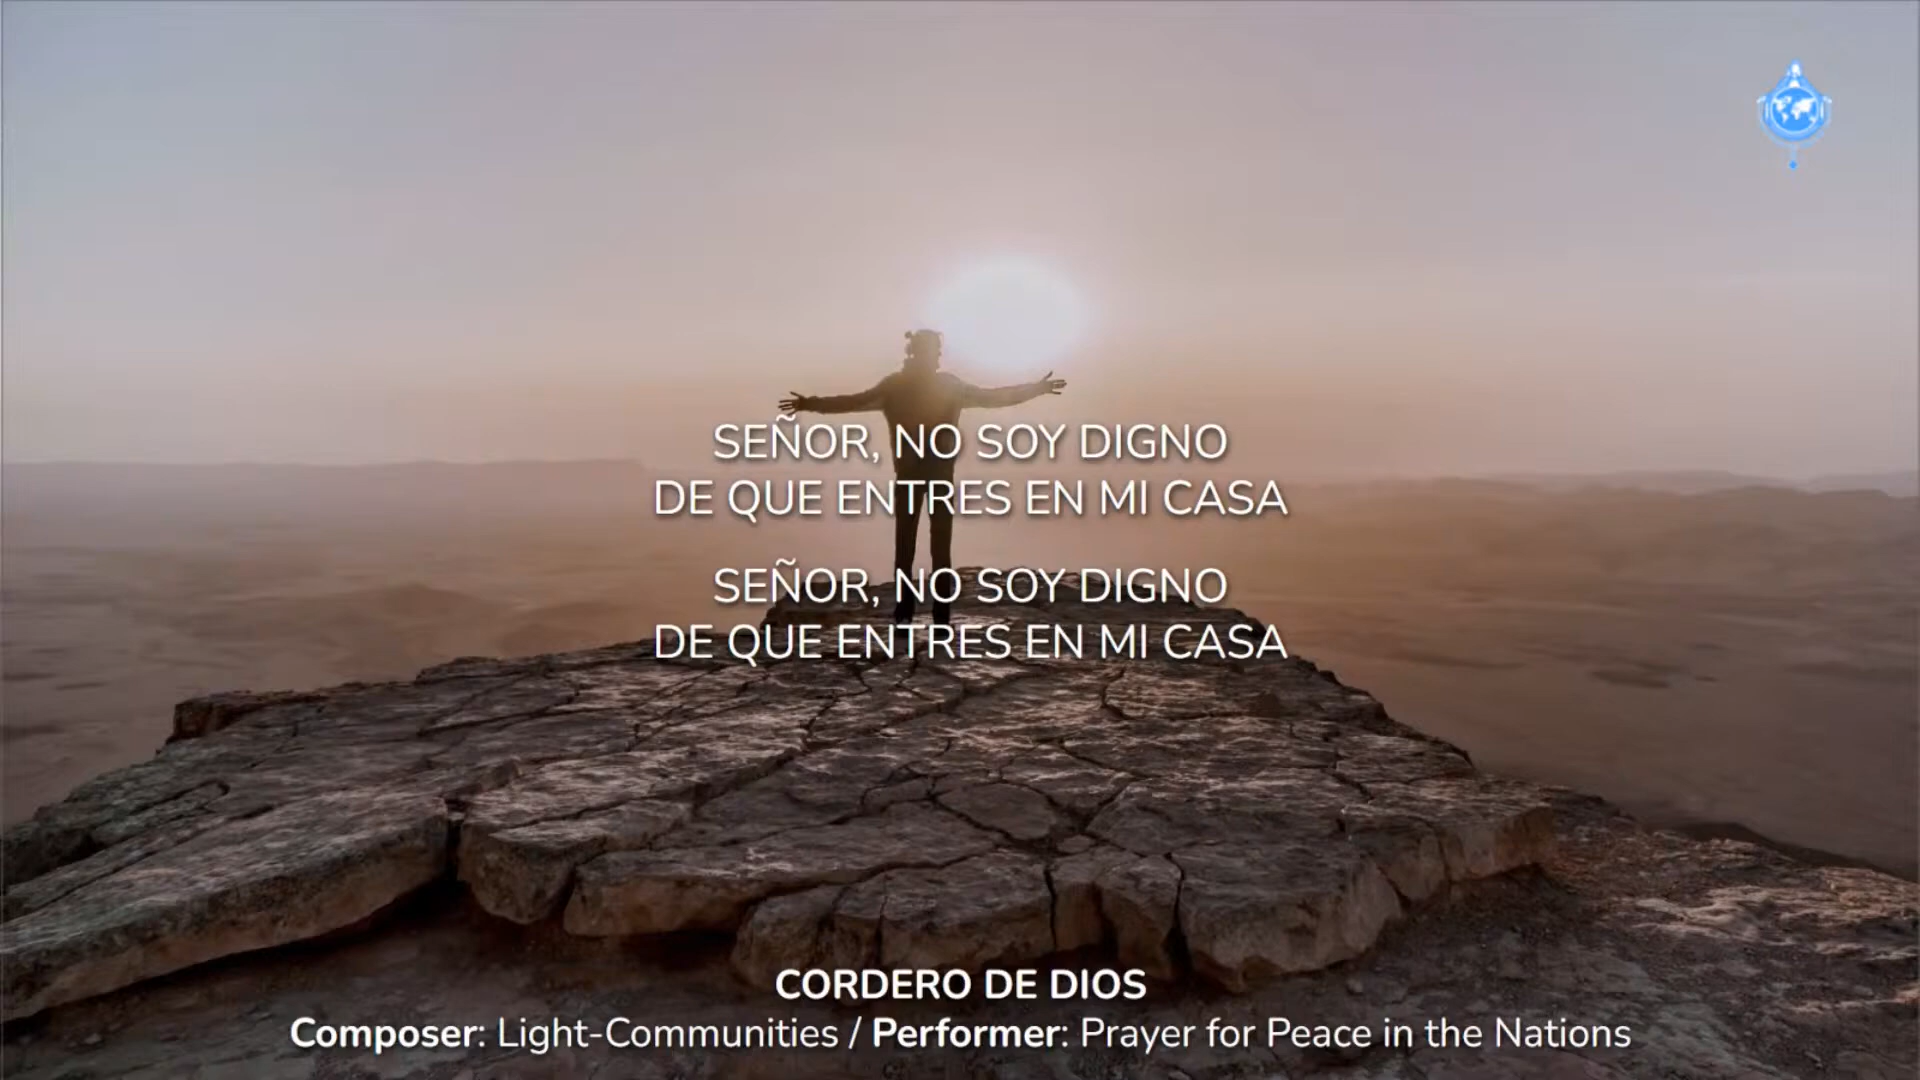 SEÑOR, NO SOY DIGNO
DE QUE ENTRES EN MI CASA
SEÑOR, NO SOY DIGNO
DE QUE ENTRES EN MI CASA
CORDERO DE DIOS
Composer: Light-Communities / Performer: Prayer for Peace in the Nations